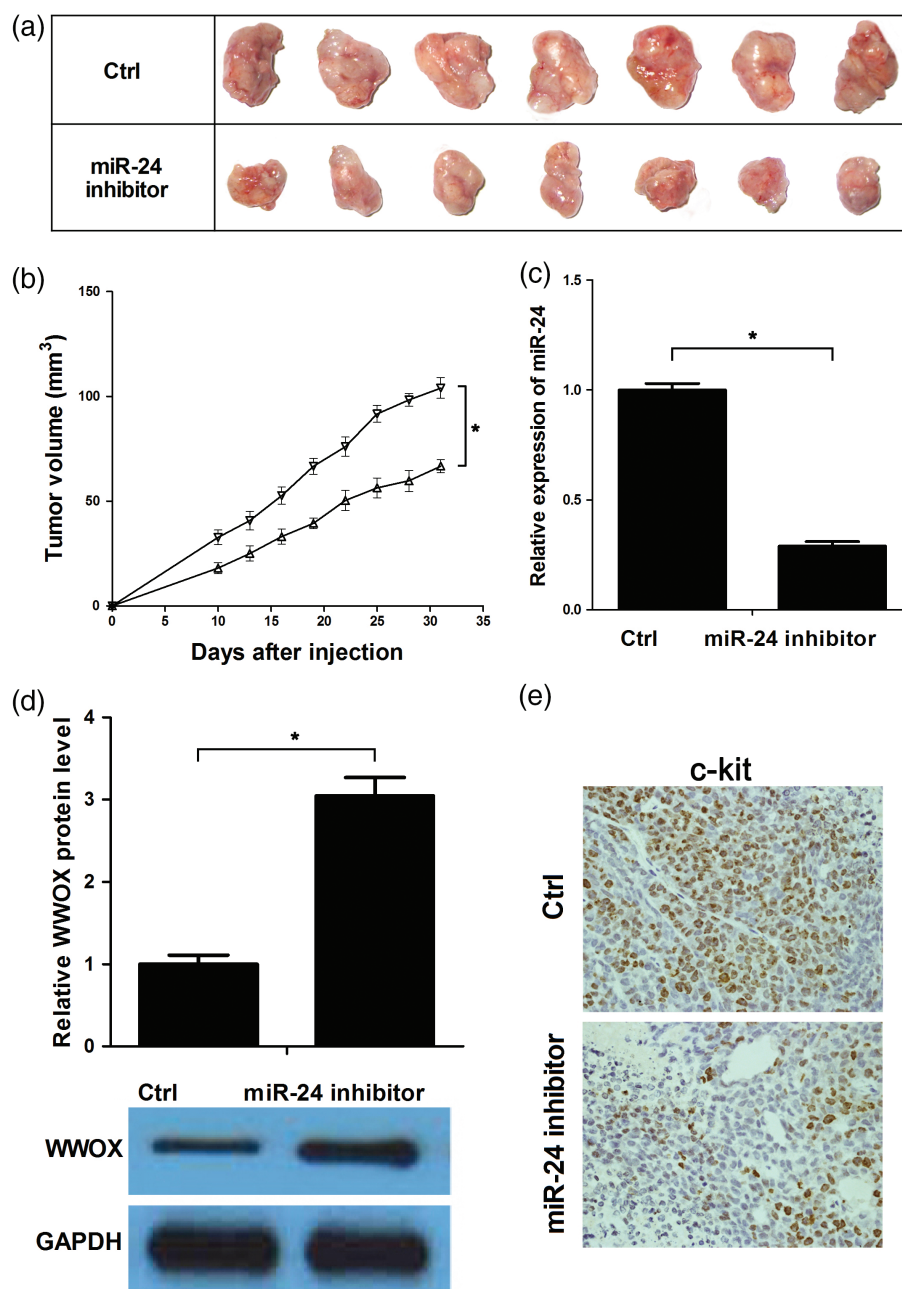 (a)
Ctrl
miR-24
inhibitor
(b)
Tumor volume (mm³)
150
100
50
0
0 5 10 15 20 25 30 35
Days after injection
*
(c)
Relative expression of miR-24
1.5
1.0
0.5
0.0
*
Ctrl miR-24 inhibitor
(d)
Relative WWOX protein level
4
3
2
1
0
*
Ctrl miR-24 inhibitor
WWOX
GAPDH
(e)
c-kit
Ctrl
miR-24 inhibitor